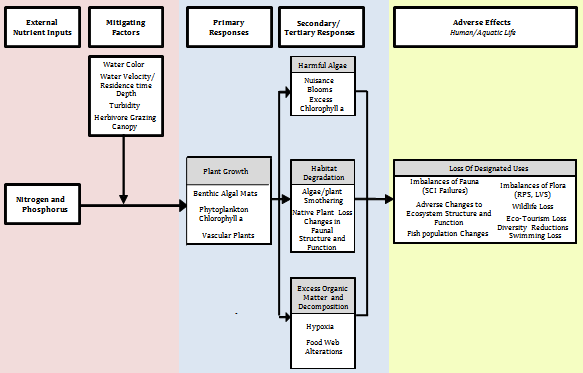 External
Nutrient Inputs
Mitigating
Factors
Primary
Responses
Secondary/
Tertiary Responses
Adverse Effects
Human/Aquatic Life
Water Color
Water Velocity/
Residence time
Depth
Turbidity
Herbivore Grazing
Canopy
Nitrogen and
Phosphorus
Plant Growth
Benthic Algal Mats
Phytoplankton
Chlorophyll a
Vascular Plants
Harmful Algae
Nuisance
Blooms
Excess
Chlorophyll a
Habitat
Degradation
Algae/plant
Smothering
Native Plant Loss
Changes in
Faunal
Structure and
Function
Excess Organic
Matter and
Decomposition
Hypoxia
Food Web
Alterations
Loss Of Designated Uses
Imbalances of Fauna
(SCI Failures)
Adverse Changes to
Ecosystem Structure and
Function
Fish population Changes
Imbalances of Flora
(RPS, LVS)
Wildlife Loss
Eco-Tourism Loss
Diversity Reductions
Swimming Loss